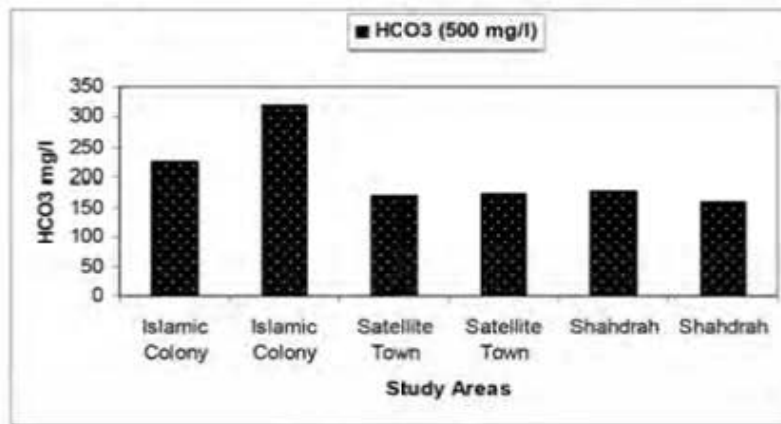 HCO3 (500 mg/l)
HCO3 mg/l
350
300
250
200
150
100
50
0
Islamic Colony
Islamic Colony
Satellite Town
Satellite Town
Shahdrah
Shahdrah
Study Areas